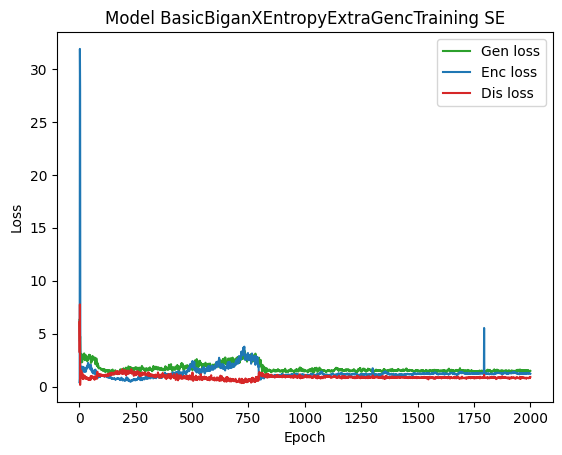 Model BasicBiganXEntropyExtraGencTraining SE
Gen loss
Enc loss
Dis loss
Loss
30
25
20
15
10
5
0
0 250 500 750 1000 1250 1500 1750 2000
Epoch